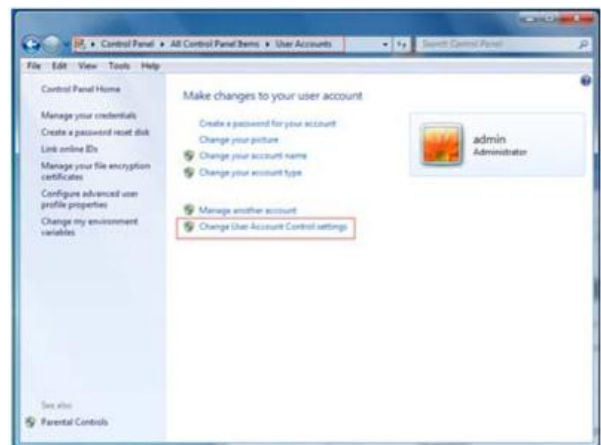 Control Panel ▸ All Control Panel Items ▸ User Accounts
Search Control Panel
File Edit View Tools Help
Control Panel Home
Manage your credentials
Create a password reset disk
Link online IDs
Manage your file encryption
certificates
Configure advanced user
profile properties
Change my environment
variables
Make changes to your user account
Create a password for your account
Change your picture
Change your account name
Change your account type
Manage another account
Change User Account Control settings
admin
Administrator
See also
Parental Controls